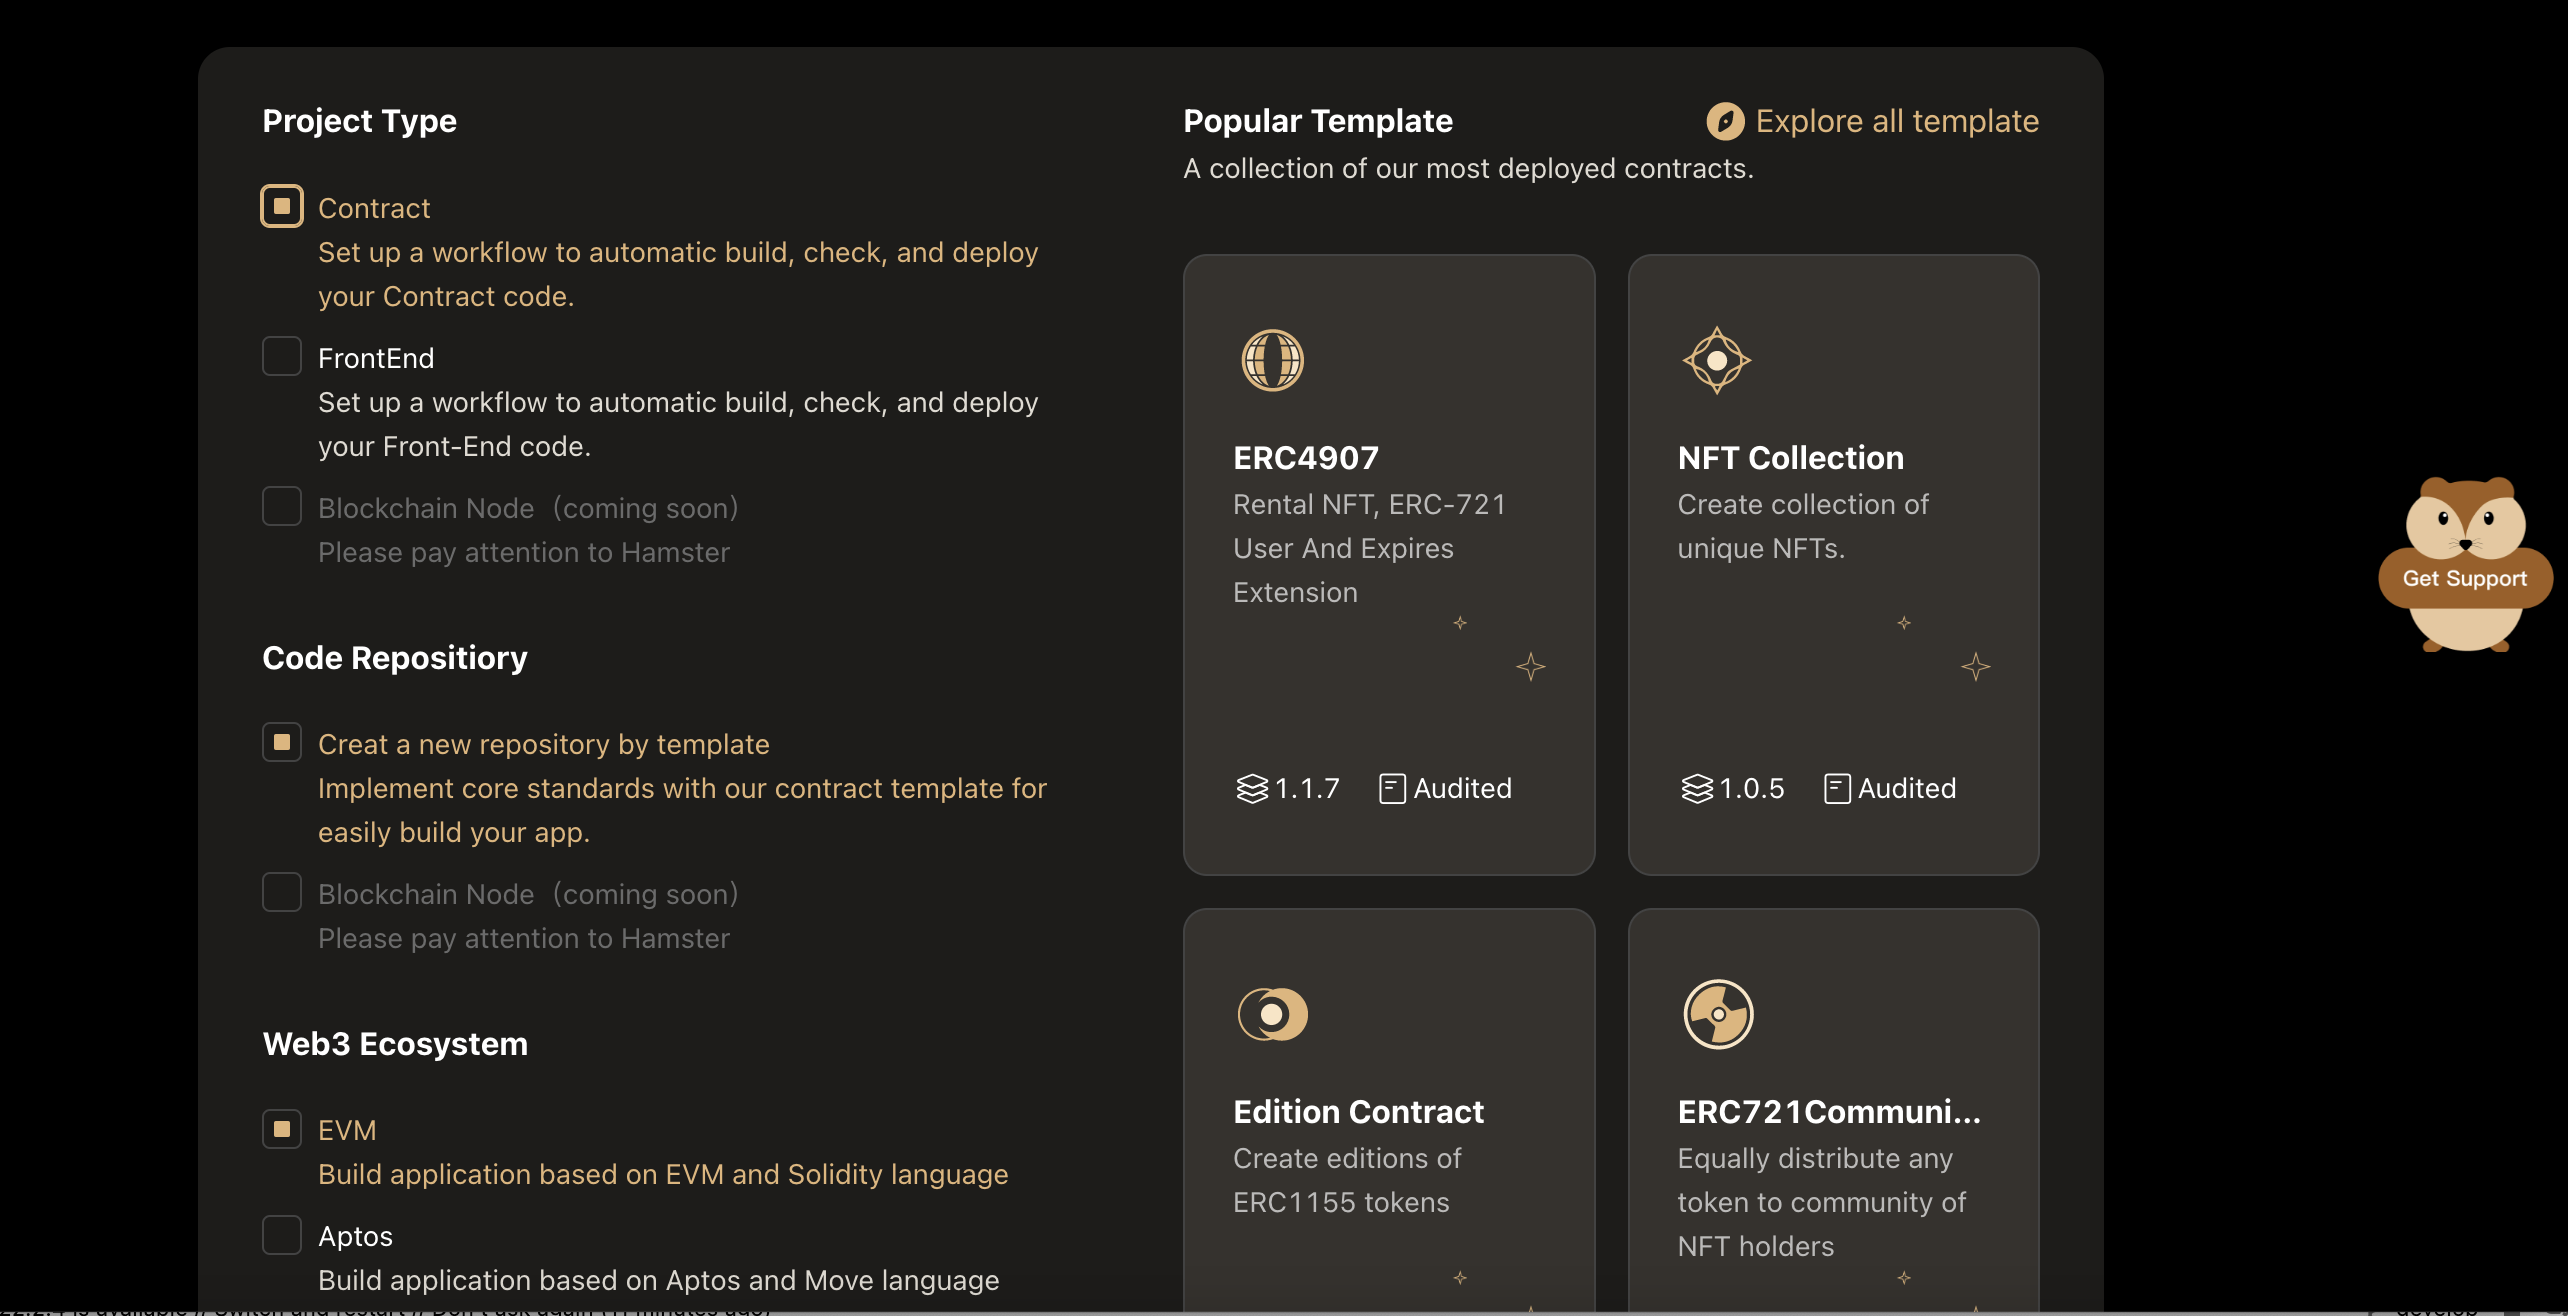 Project Type
Contract
Set up a workflow to automatic build, check, and deploy
your Contract code.
FrontEnd
Set up a workflow to automatic build, check, and deploy
your Front-End code.
Blockchain Node（coming soon）
Please pay attention to Hamster
Code Repositiory
Creat a new repository by template
Implement core standards with our contract template for
easily build your app.
Blockchain Node（coming soon）
Please pay attention to Hamster
Web3 Ecosystem
EVM
Build application based on EVM and Solidity language
Aptos
Build application based on Aptos and Move language
Popular Template
Explore all template
A collection of our most deployed contracts.
ERC4907
Rental NFT, ERC-721
User And Expires
Extension
1.1.7
Audited
NFT Collection
Create collection of
unique NFTs.
1.0.5
Audited
Edition Contract
Create editions of
ERC1155 tokens
ERC721Communi...
Equally distribute any
token to community of
NFT holders
Get Support